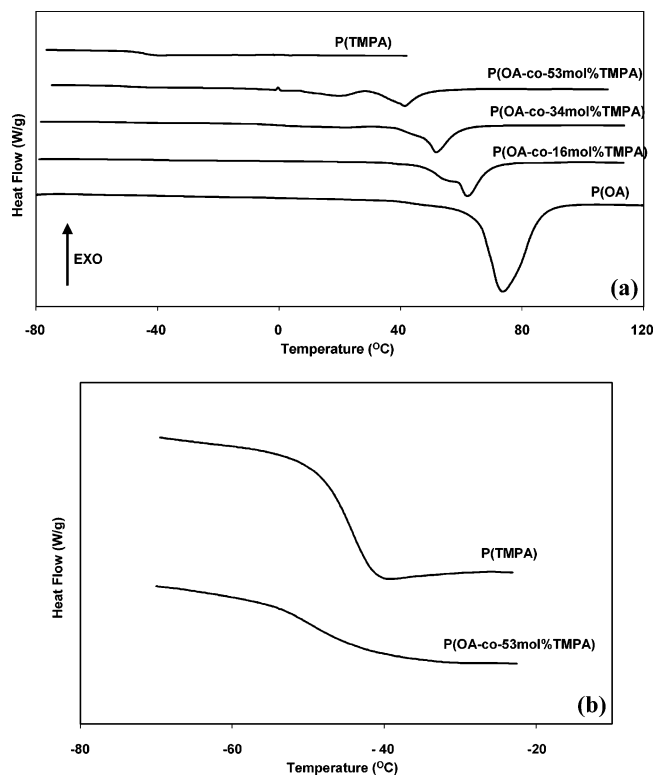 P(TMPA)
P(OA-co-53mol%TMPA)
P(OA-co-34mol%TMPA)
P(OA-co-16mol%TMPA)
P(OA)
Heat Flow (W/g)
EXO
(a)
-80 -40 0 40 80 120
Temperature (OC)
P(TMPA)
P(OA-co-53mol%TMPA)
Heat Flow (W/g)
(b)
-80 -60 - 40 -20
Temperature (OC)